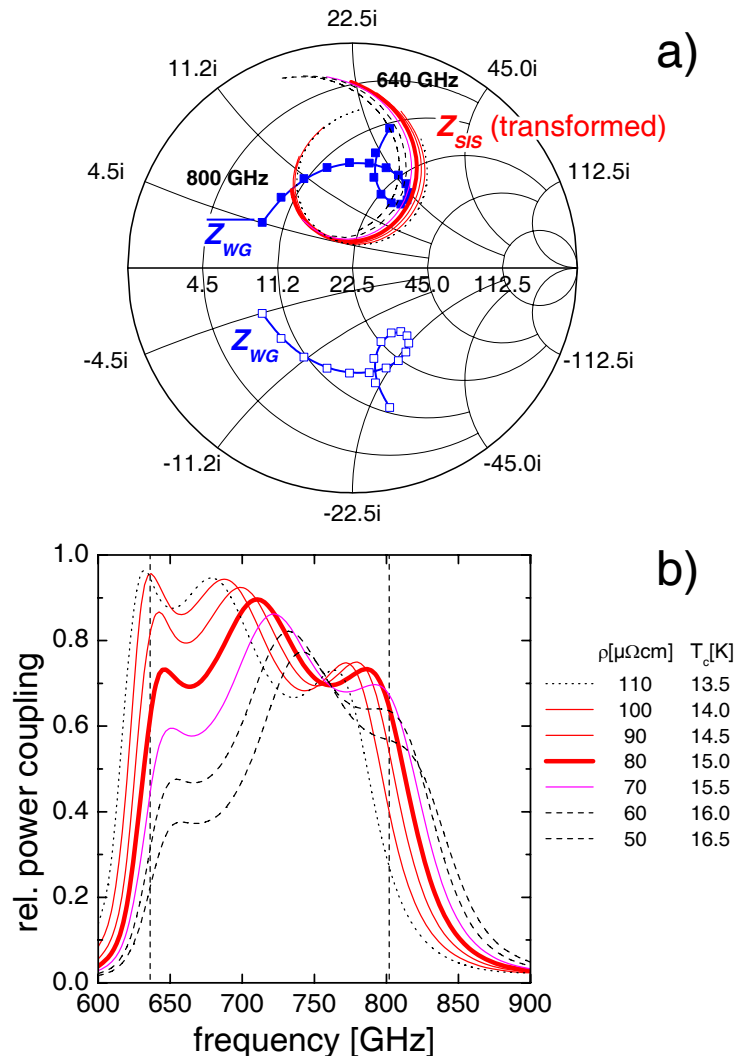 22.5i
a)
11.2i
640 GHz
45.0i
Z_SIS (transformed)
4.5i
800 GHz
112.5i
Z_WG
4.5 11.2 22.5 45.0 112.5
Z_WG
-4.5i
-112.5i
-11.2i
-45.0i
-22.5i
b)
1.0
0.8
0.6
0.4
0.2
0.0
rel. power coupling
600 650 700 750 800 850 900
frequency [GHz]
ρ[μΩcm] T_c[K]
110 13.5
100 14.0
90 14.5
80 15.0
70 15.5
60 16.0
50 16.5